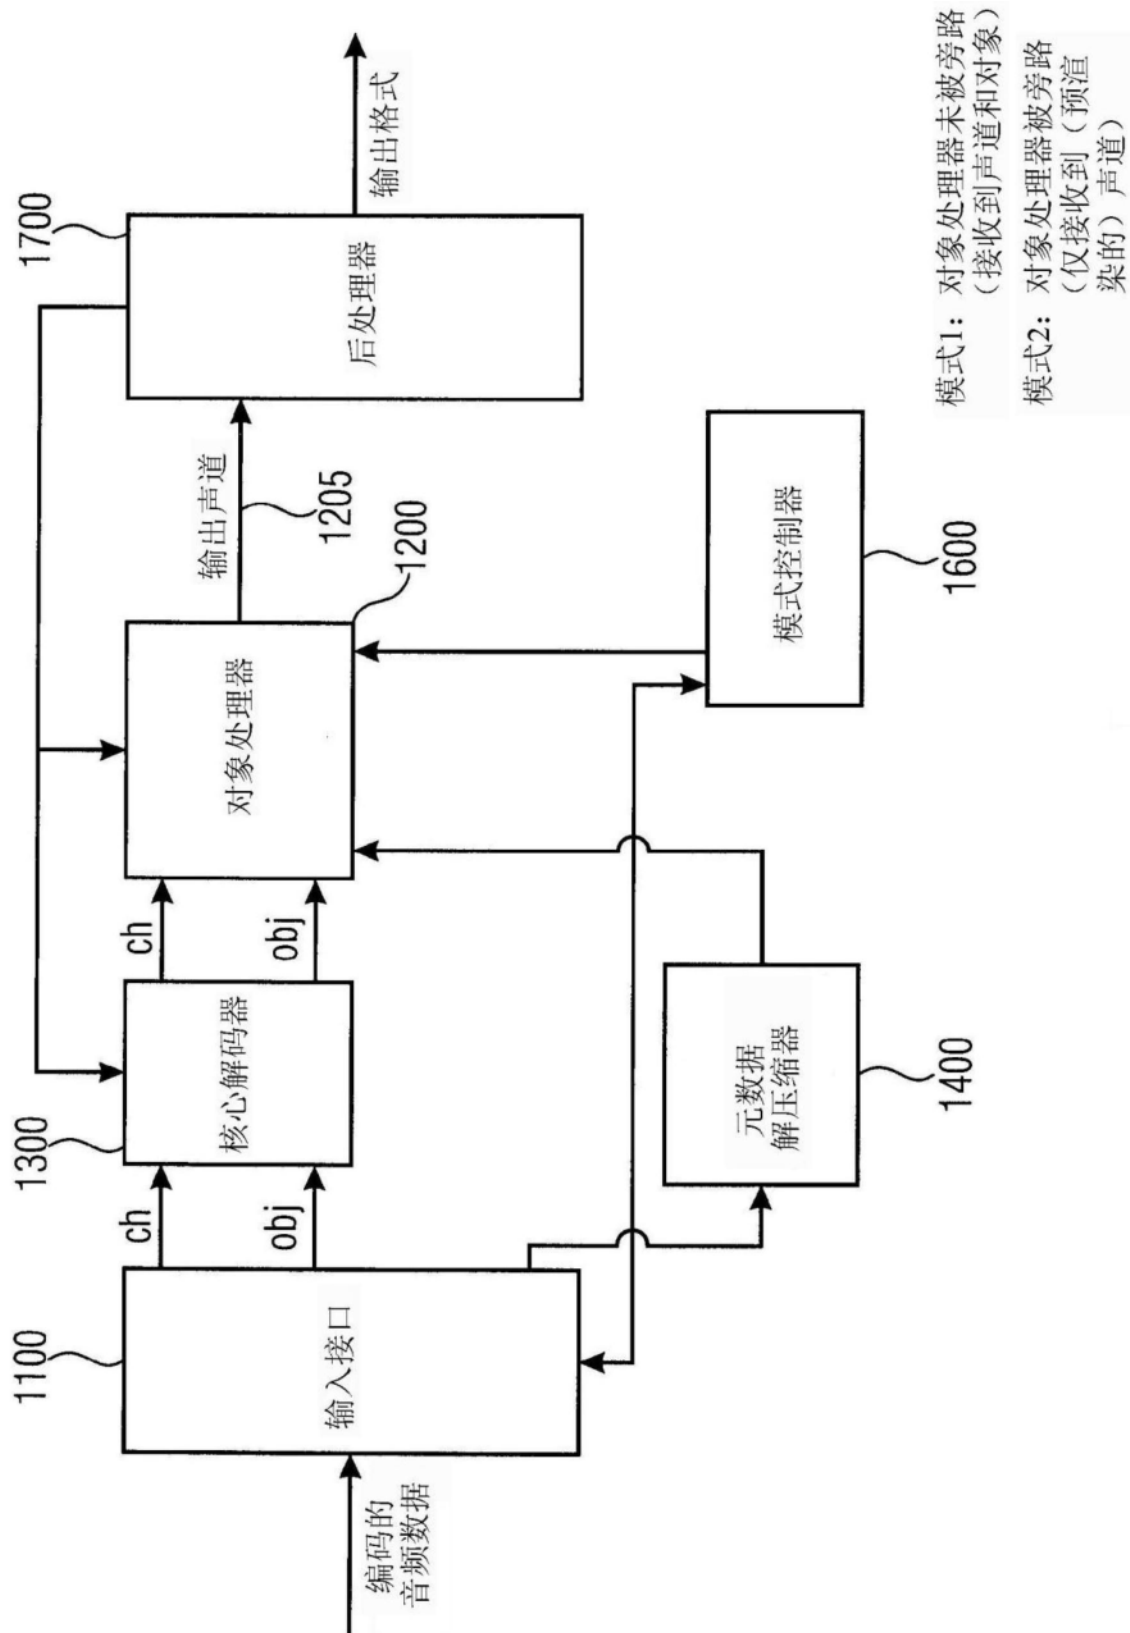 编码的
音频数据
1100
输入接口
ch
obj
1300
核心解码器
ch
obj
元数据
解压缩器
1400
对象处理器
1200
输出声道
1205
模式控制器
1600
1700
后处理器
输出格式
模式1：对象处理器未被旁路
（接收到声道和对象）
模式2：对象处理器被旁路
（仅接收到（预渲
染的）声道）